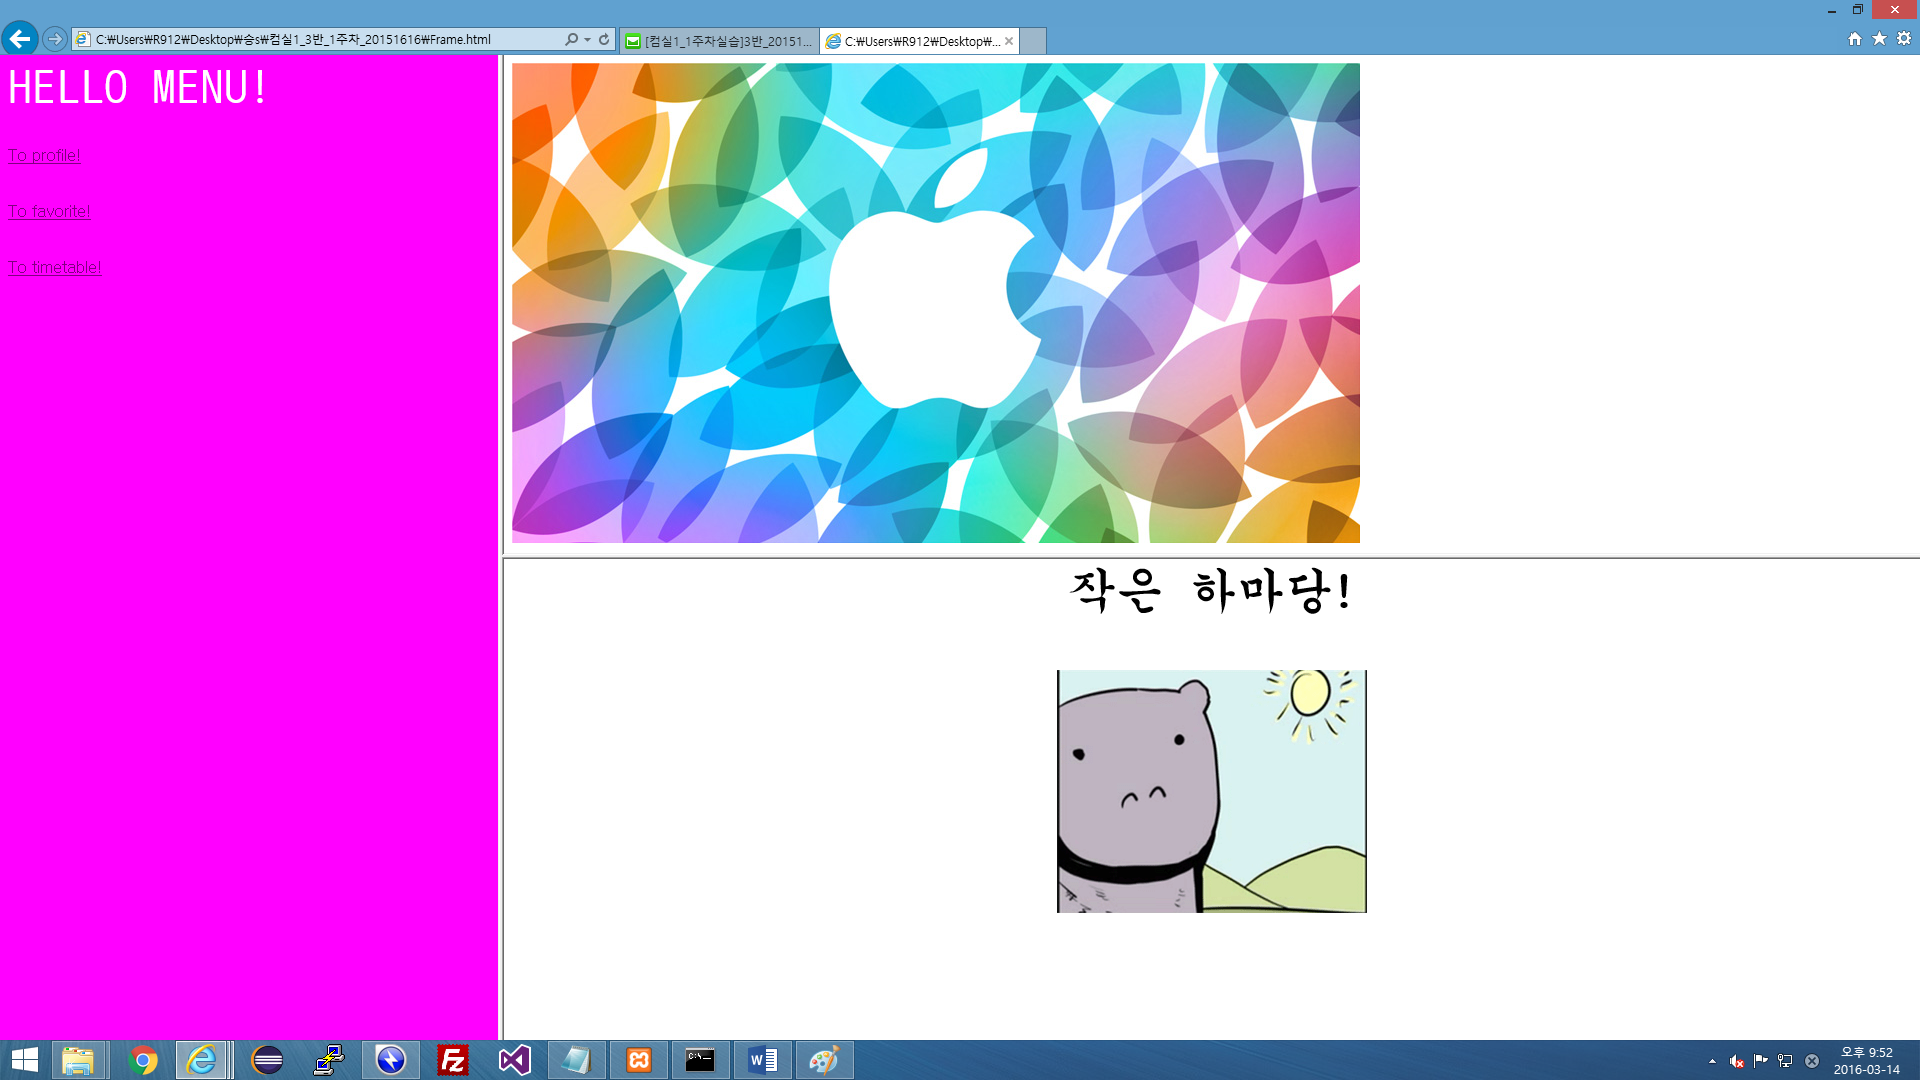 C:₩Users₩R912₩Desktop₩승s₩컴실1_3반_1주차_20151616₩Frame.html
[컴실1_1주차실습]3반_20151...
C:₩Users₩R912₩Desktop₩...
HELLO MENU!
To profile!
To favorite!
To timetable!
작은 하마당!
오후 9:52
2016-03-14